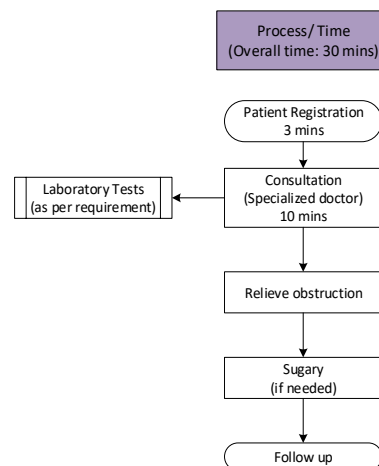 Process/ Time
(Overall time: 30 mins)
Patient Registration
3 mins
Consultation
(Specialized doctor)
10 mins
Laboratory Tests
(as per requirement)
Relieve obstruction
Sugary
(if needed)
Follow up